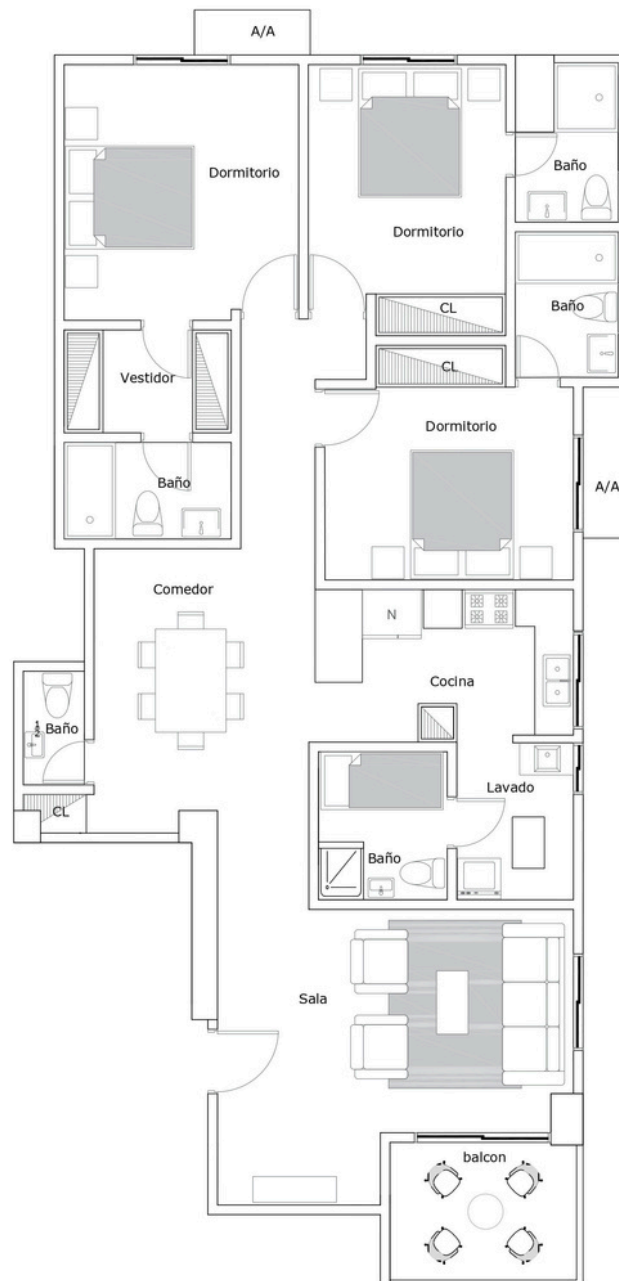 A/A
Dormitorio
Baño
Dormitorio
CL
Baño
CL
Vestidor
Dormitorio
Baño
A/A
Comedor
N
Cocina
Baño
Lavado
CL
Baño
Sala
balcon